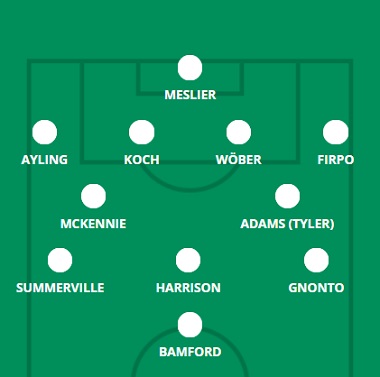 MESLIER
AYLING KOCH WÖBER FIRPO
MCKENNIE ADAMS (TYLER)
SUMMERVILLE HARRISON GNONTO
BAMFORD